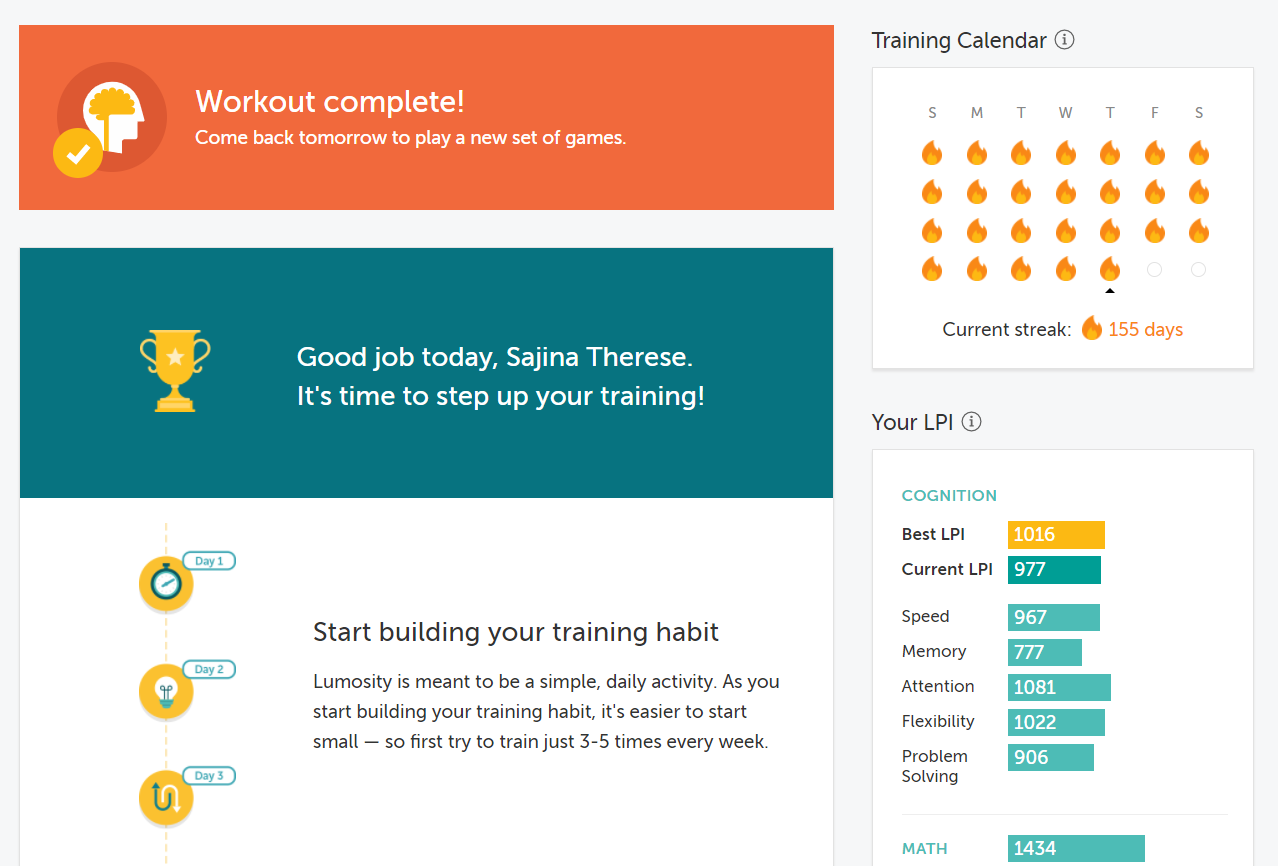 Workout complete!
Come back tomorrow to play a new set of games.
Good job today, Sajina Therese.
It's time to step up your training!
Day 1
Day 2
Day 3
Start building your training habit
Lumosity is meant to be a simple, daily activity. As you
start building your training habit, it's easier to start
small — so first try to train just 3-5 times every week.
Training Calendar
S M T W T F S
Current streak: 155 days
Your LPI
COGNITION
Best LPI 1016
Current LPI 977
Speed 967
Memory 777
Attention 1081
Flexibility 1022
Problem
Solving 906
MATH 1434